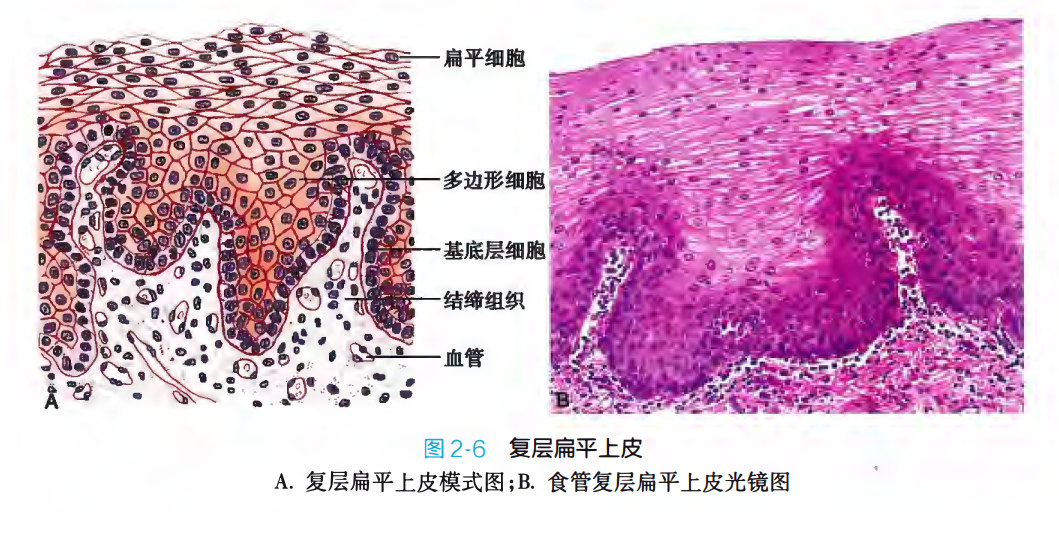 扁平细胞
多边形细胞
基底层细胞
结缔组织
血管
A
B
图2-6 复层扁平上皮
A. 复层扁平上皮模式图;B. 食管复层扁平上皮光镜图